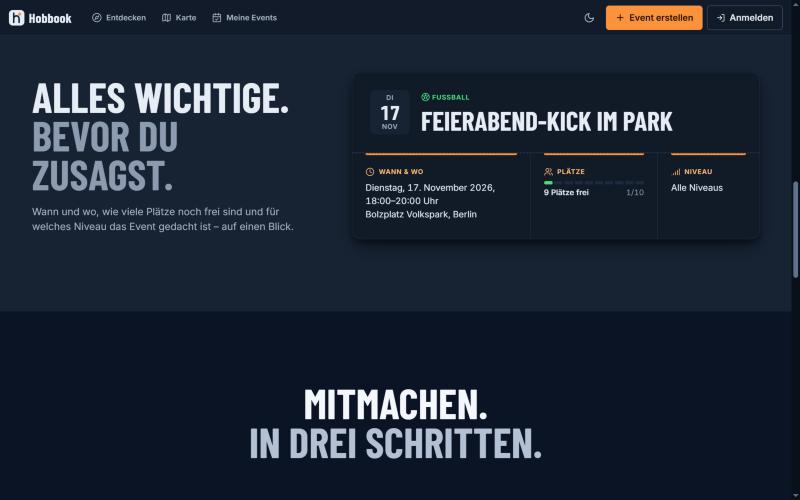 Hobbook
Entdecken
Karte
Meine Events
Event erstellen
Anmelden
ALLES WICHTIGE.
BEVOR DU
ZUSAGST.
Wann und wo, wie viele Plätze noch frei sind und für
welches Niveau das Event gedacht ist – auf einen Blick.
DI
17
NOV
FUSSBALL
FEIERABEND-KICK IM PARK
WANN & WO
Dienstag, 17. November 2026,
18:00–20:00 Uhr
Bolzplatz Volkspark, Berlin
PLÄTZE
9 Plätze frei 1/10
NIVEAU
Alle Niveaus
MITMACHEN.
IN DREI SCHRITTEN.